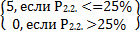 {5, если P2.2. <=25%}
{0, если P2.2. >25%}